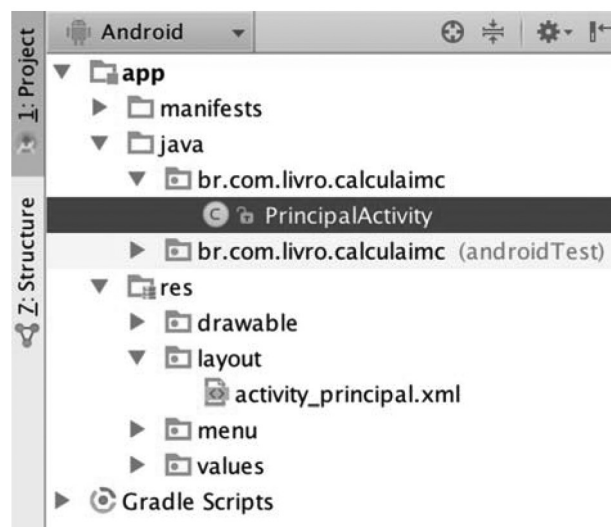 1: Project
Z: Structure
Android
app
manifests
java
br.com.livro.calculaimc
C PrincipalActivity
br.com.livro.calculaimc (androidTest)
res
drawable
layout
activity_principal.xml
menu
values
Gradle Scripts